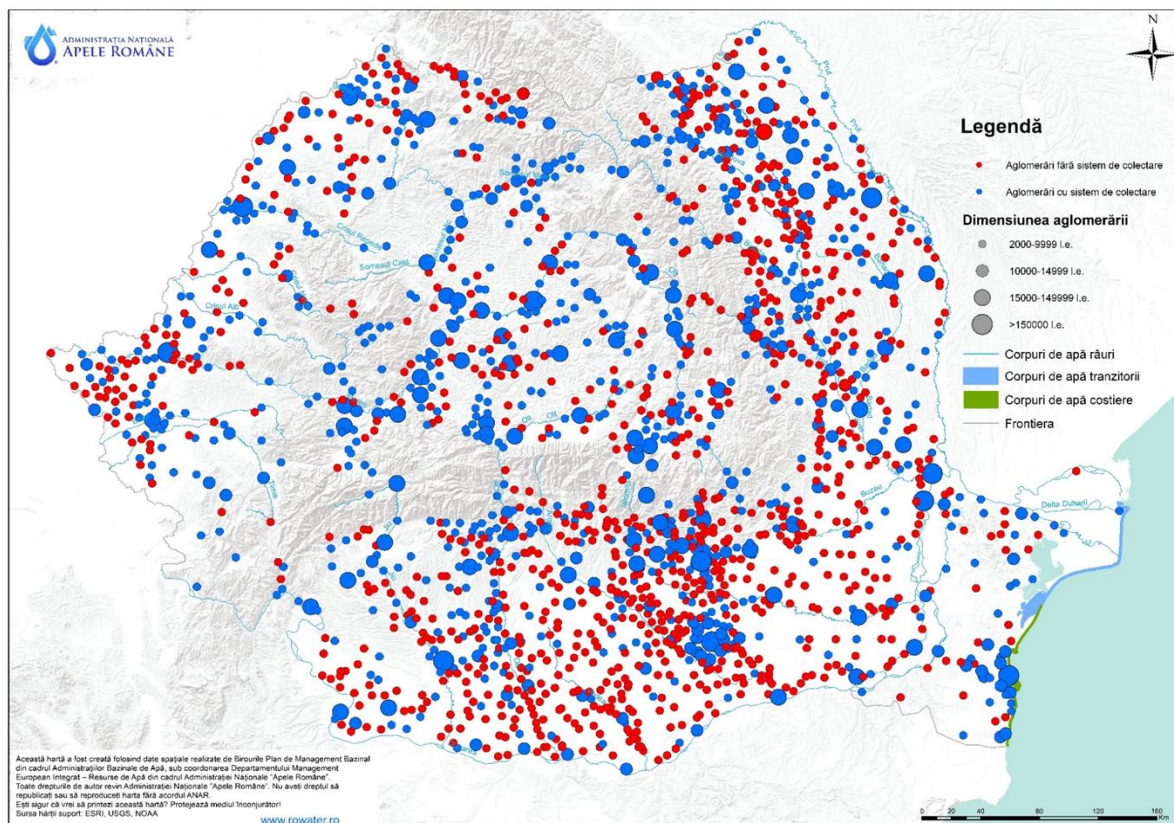 ADMINISTRAȚIA NAȚIONALĂ
APELE ROMÂNE
N
Legendă
Aglomerări fără sistem de colectare
Aglomerări cu sistem de colectare
Dimensiunea aglomerării
2000-9999 l.e.
10000-14999 l.e.
15000-149999 l.e.
>150000 l.e.
Corpuri de apă râuri
Corpuri de apă tranzitorii
Corpuri de apă costiere
Frontiera
Prut
Prut
Someșul
Crișul Repede
Someșul Cald
Crișul Alb
Olt
Olt
Timiș
Jiu
Buzău
Delta Dunării
Această hartă a fost creată folosind date spațiale realizate de Birourile Plan de Management Bazinal
din cadrul Administrațiilor Bazinale de Apă, sub coordonarea Departamentului Management
European Integrat – Resurse de Apă din cadrul Administrației Naționale "Apele Române".
Toate drepturile de autor revin Administrației Naționale "Apele Române". Nu aveți dreptul să
republicați sau să reproduceți harta fără acordul ANAR.
Ești sigur că vrei să printezi această hartă? Protejează mediul înconjurător!
Sursa hărții suport: ESRI, USGS, NOAA
www.rowater.ro
0 20 40 80 120 160
Km